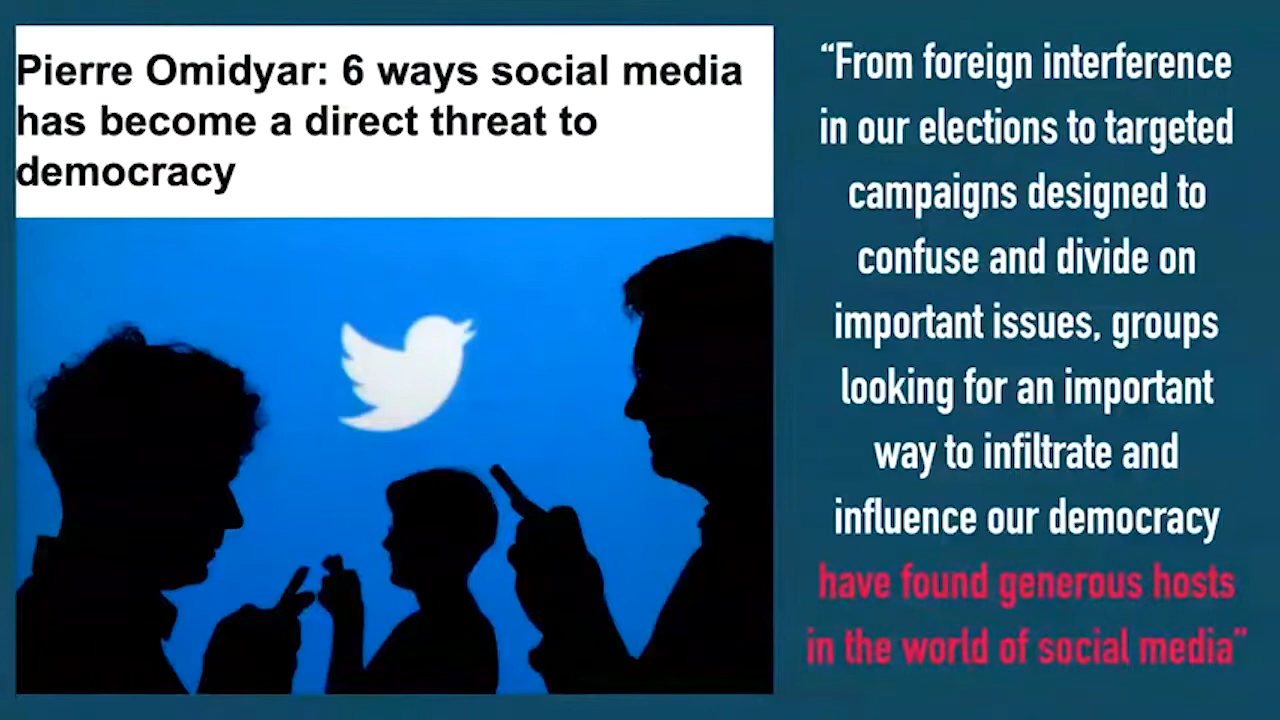 Pierre Omidyar: 6 ways social media
has become a direct threat to
democracy
“From foreign interference
in our elections to targeted
campaigns designed to
confuse and divide on
important issues, groups
looking for an important
way to infiltrate and
influence our democracy
have found generous hosts
in the world of social media”